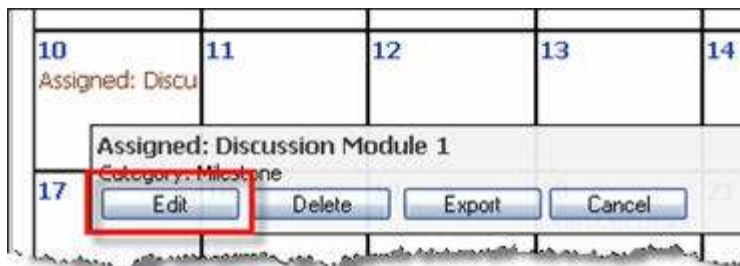 10 11 12 13 14
Assigned: Discu
Assigned: Discussion Module 1
Category: Milestone
17
Edit Delete Export Cancel